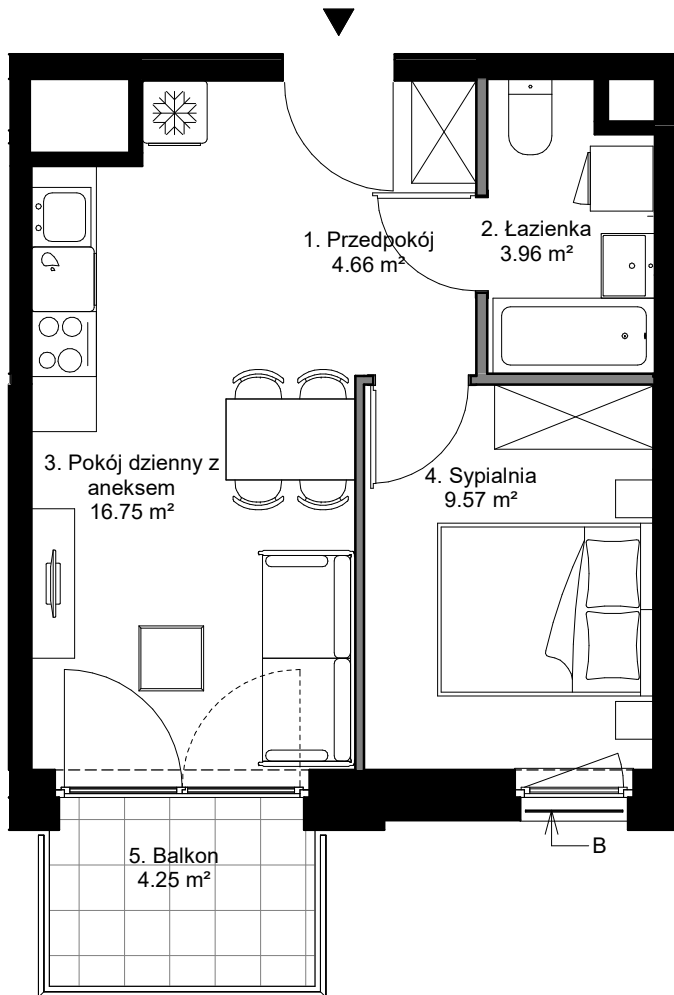 1. Przedpokój
4.66 m²
2. Łazienka
3.96 m²
3. Pokój dzienny z
aneksem
16.75 m²
4. Sypialnia
9.57 m²
5. Balkon
4.25 m²
B